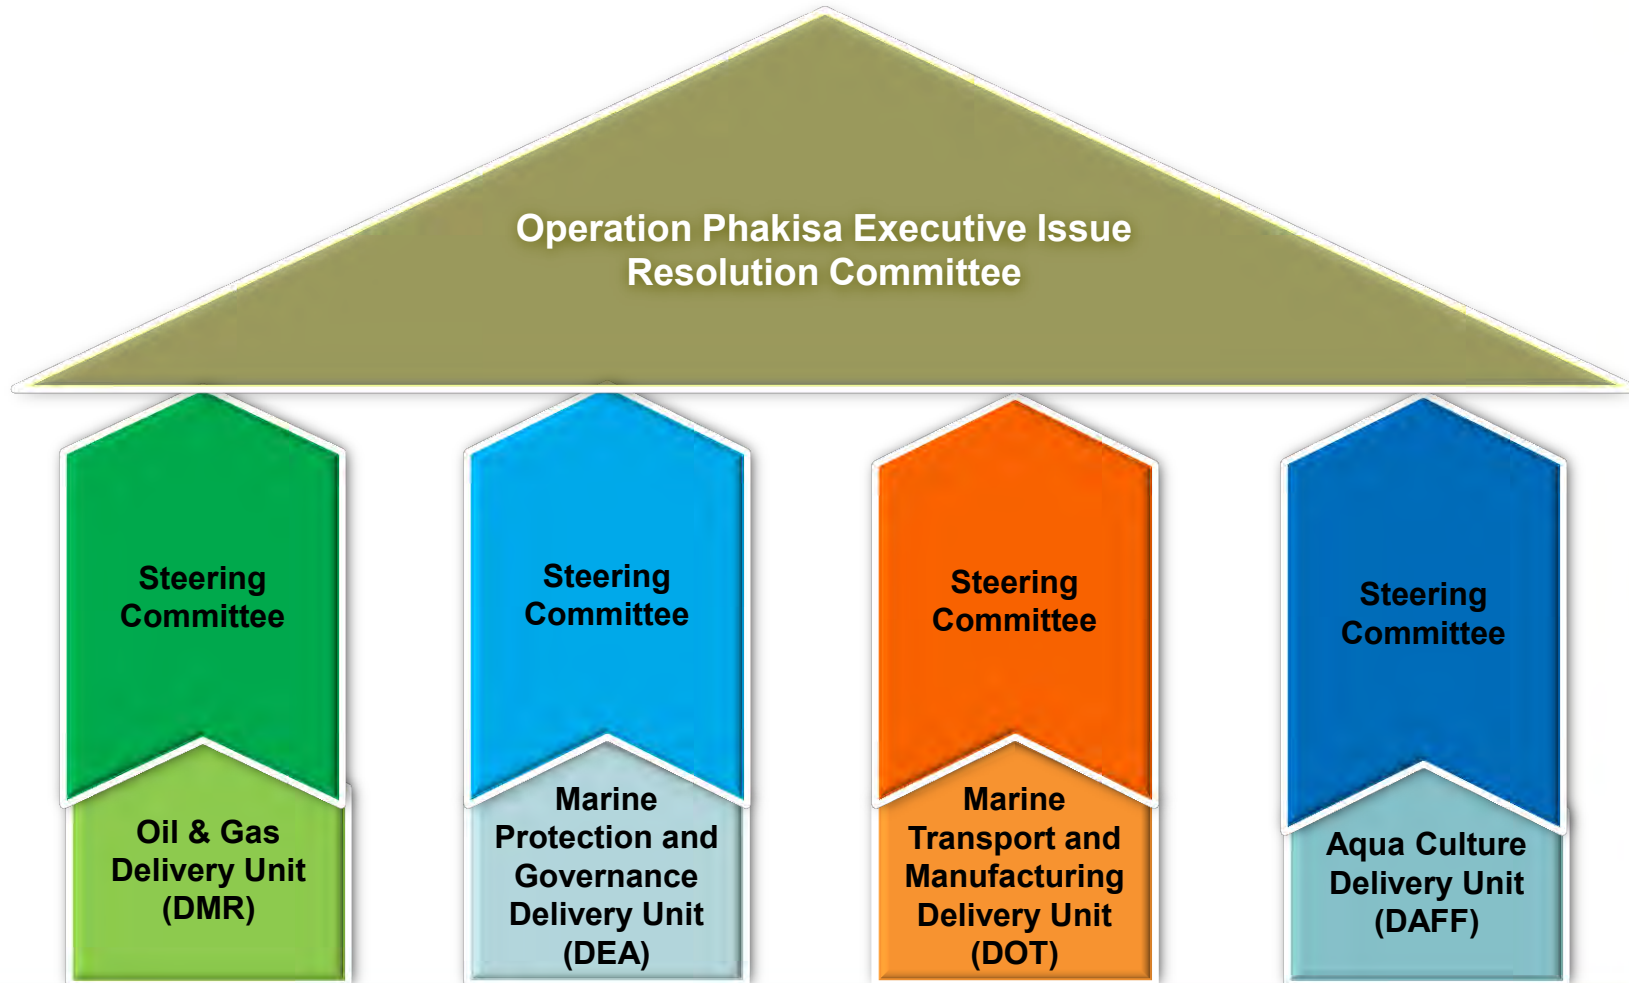 Operation Phakisa Executive Issue
Resolution Committee
Steering
Committee
Steering
Committee
Steering
Committee
Steering
Committee
Oil & Gas
Delivery Unit
(DMR)
Marine
Protection and
Governance
Delivery Unit
(DEA)
Marine
Transport and
Manufacturing
Delivery Unit
(DOT)
Aqua Culture
Delivery Unit
(DAFF)